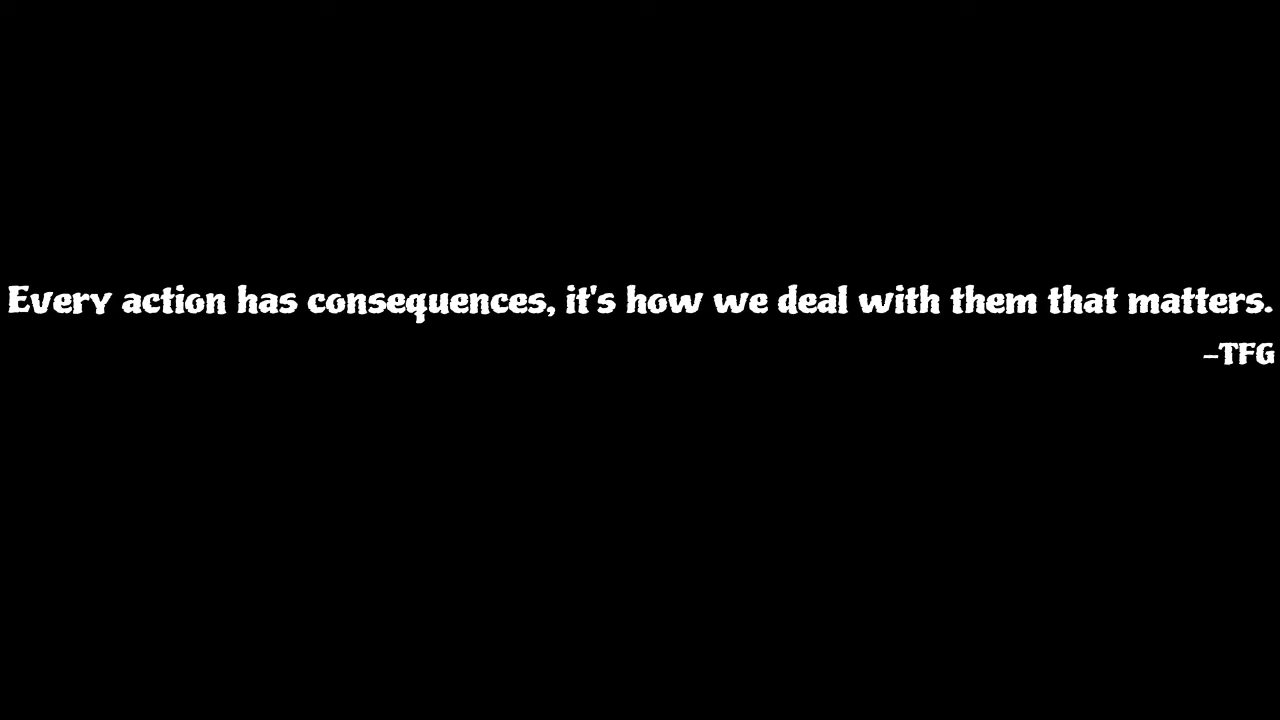 Every action has consequences, it's how we deal with them that matters.
-TFG